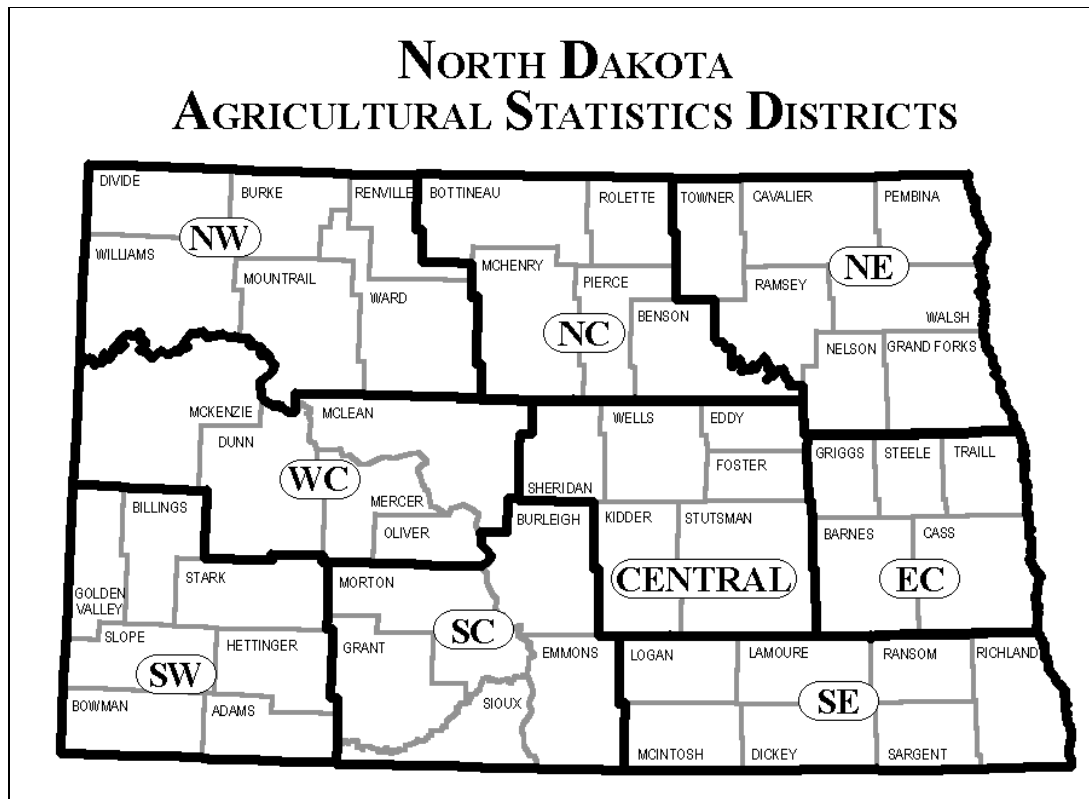 NORTH DAKOTA
AGRICULTURAL STATISTICS DISTRICTS
DIVIDE
BURKE
RENVILLE
BOTTINEAU
ROLETTE
TOWNER
CAVALIER
PEMBINA
NW
WILLIAMS
MOUNTRAIL
WARD
MCHENRY
PIERCE
BENSON
NC
RAMSEY
NE
WALSH
NELSON
GRAND FORKS
MCKENZIE
DUNN
MCLEAN
WC
MERCER
OLIVER
SHERIDAN
WELLS
EDDY
FOSTER
GRIGGS
STEELE
TRAILL
BILLINGS
GOLDEN
VALLEY
STARK
BURLEIGH
KIDDER
STUTSMAN
CENTRAL
BARNES
CASS
EC
MORTON
SC
SLOPE
HETTINGER
SW
GRANT
EMMONS
LOGAN
LAMOURE
RANSOM
RICHLAND
BOWMAN
ADAMS
SIOUX
SE
MCINTOSH
DICKEY
SARGENT